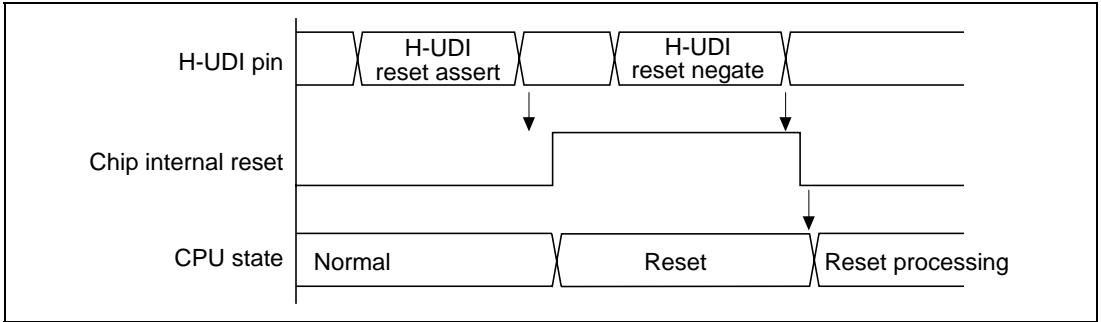 H-UDI pin
H-UDI
reset assert
H-UDI
reset negate
Chip internal reset
CPU state
Normal
Reset
Reset processing